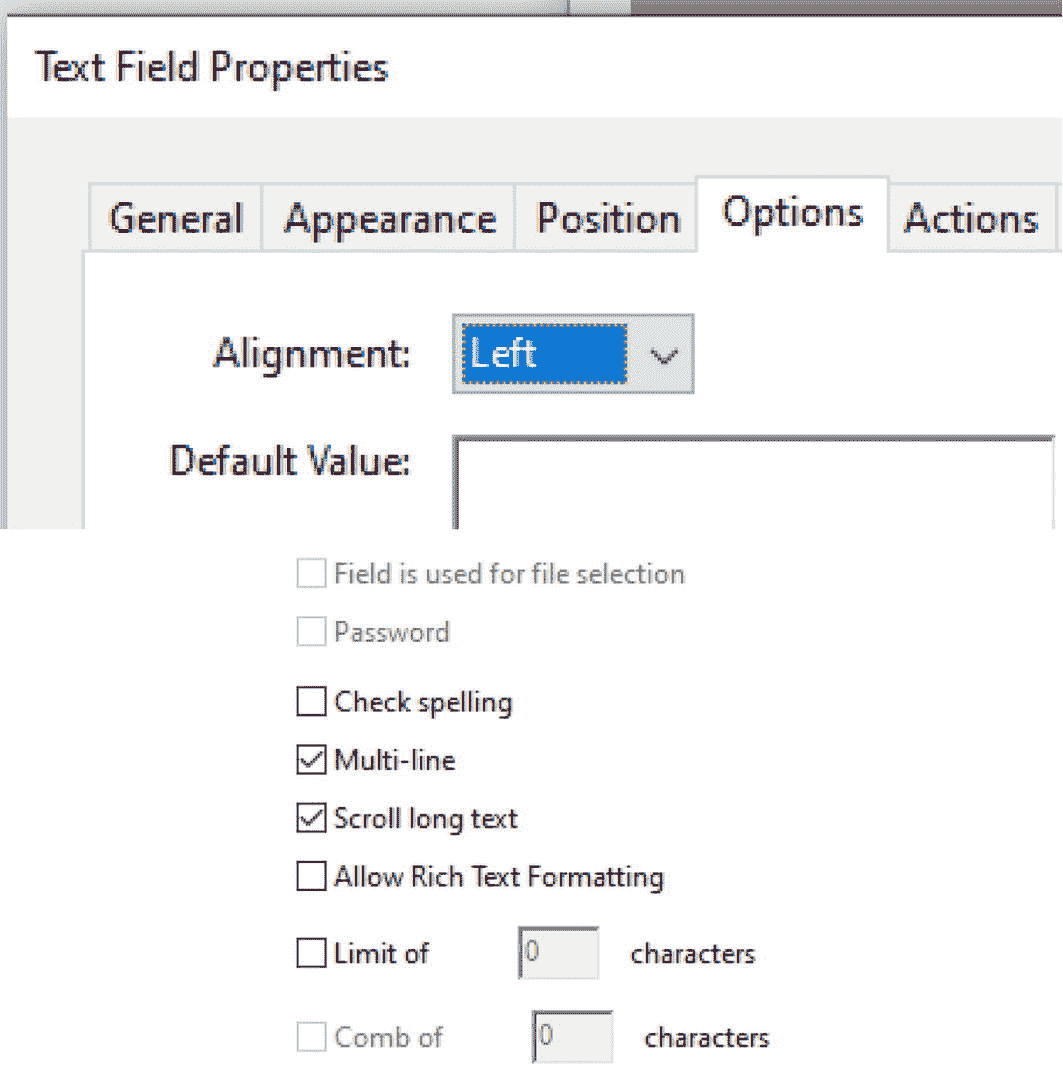 Text Field Properties
General Appearance Position Options Actions
Alignment: Left
Default Value:
Field is used for file selection
Password
Check spelling
Multi-line
Scroll long text
Allow Rich Text Formatting
Limit of 0 characters
Comb of 0 characters